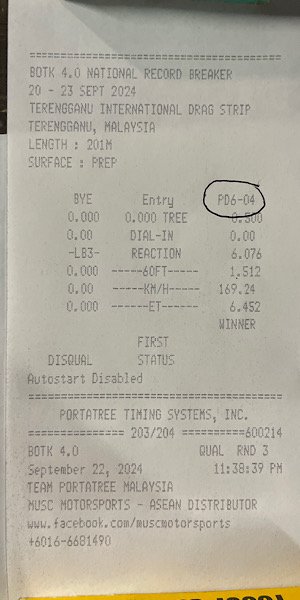 ==============================
BOTK 4.0 NATIONAL RECORD BREAKER
20 - 23 SEPT 2024
TERENGGANU INTERNATIONAL DRAG STRIP
TERENGGANU, MALAYSIA
LENGTH : 201M
SURFACE : PREP
BYE Entry PD6-04
0.000 0.000 TREE 0.500
0.00 DIAL-IN 0.00
-LB3- REACTION 6.076
0.000 ----60FT----- 1.512
0.00 -----KM/H----- 169.24
0.000 ------ET----- 6.452
WINNER
FIRST
DISQUAL STATUS
Autostart Disabled
==============================
PORTATREE TIMING SYSTEMS, INC.
============ 203/204 ==========600214
BOTK 4.0 QUAL RND 3
September 22, 2024 11:38:39 PM
TEAM PORTATREE MALAYSIA
MUSC MOTORSPORTS - ASEAN DISTRIBUTOR
www.facebook.com/muscmotorsports
+6016-6681490